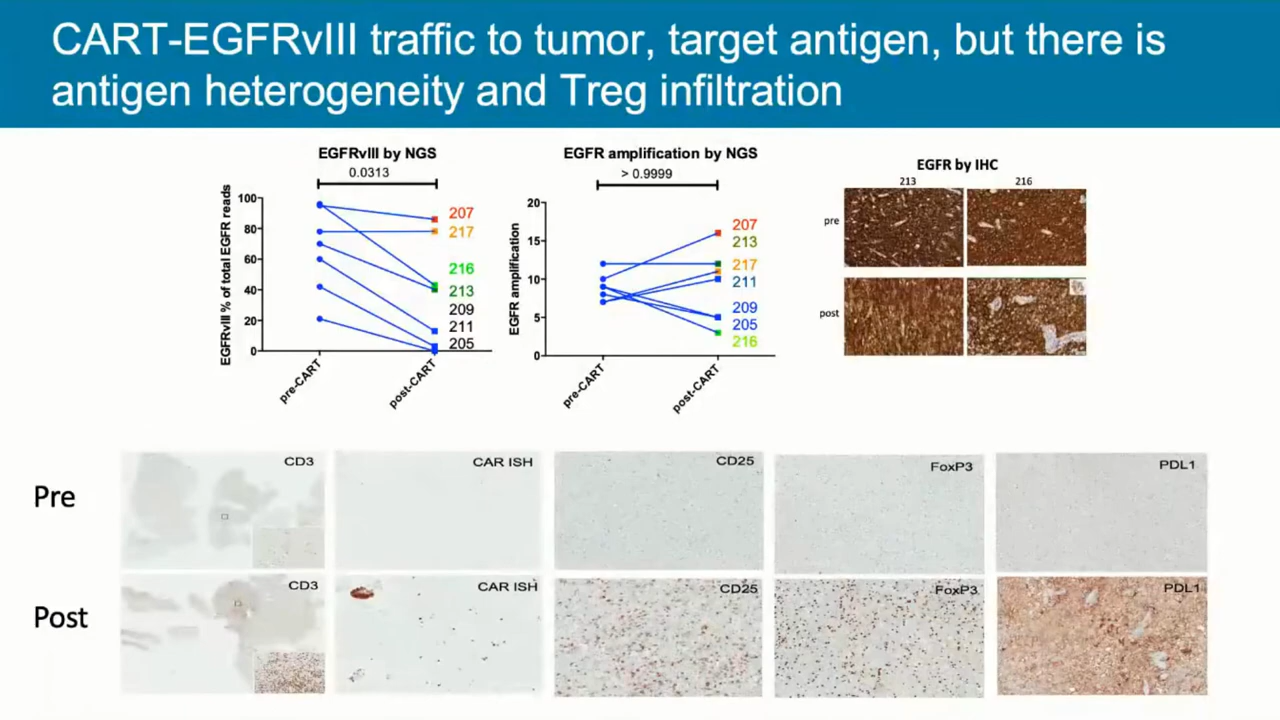 CART-EGFRvIII traffic to tumor, target antigen, but there is
antigen heterogeneity and Treg infiltration
EGFRvIII by NGS
0.0313
EGFRvIII % of total EGFR reads
100
80
60
40
20
0
pre-CART
post-CART
207
217
216
213
209
211
205
EGFR amplification by NGS
> 0.9999
EGFR amplification
20
15
10
5
0
pre-CART
post-CART
207
213
217
211
209
205
216
EGFR by IHC
213
216
pre
post
Pre
CD3
CAR ISH
CD25
FoxP3
PDL1
Post
CD3
CAR ISH
CD25
FoxP3
PDL1